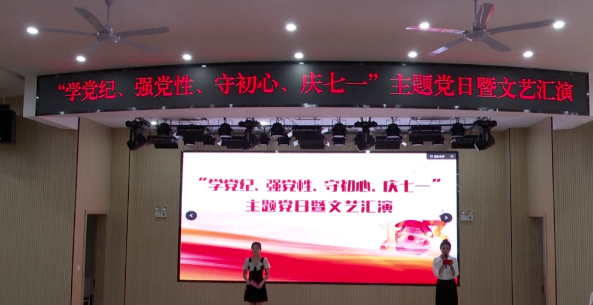 “学党纪、强党性、守初心、庆七一”主题党日暨文艺汇演
“学党纪、强党性、守初心、庆七一”
主题党日暨文艺汇演